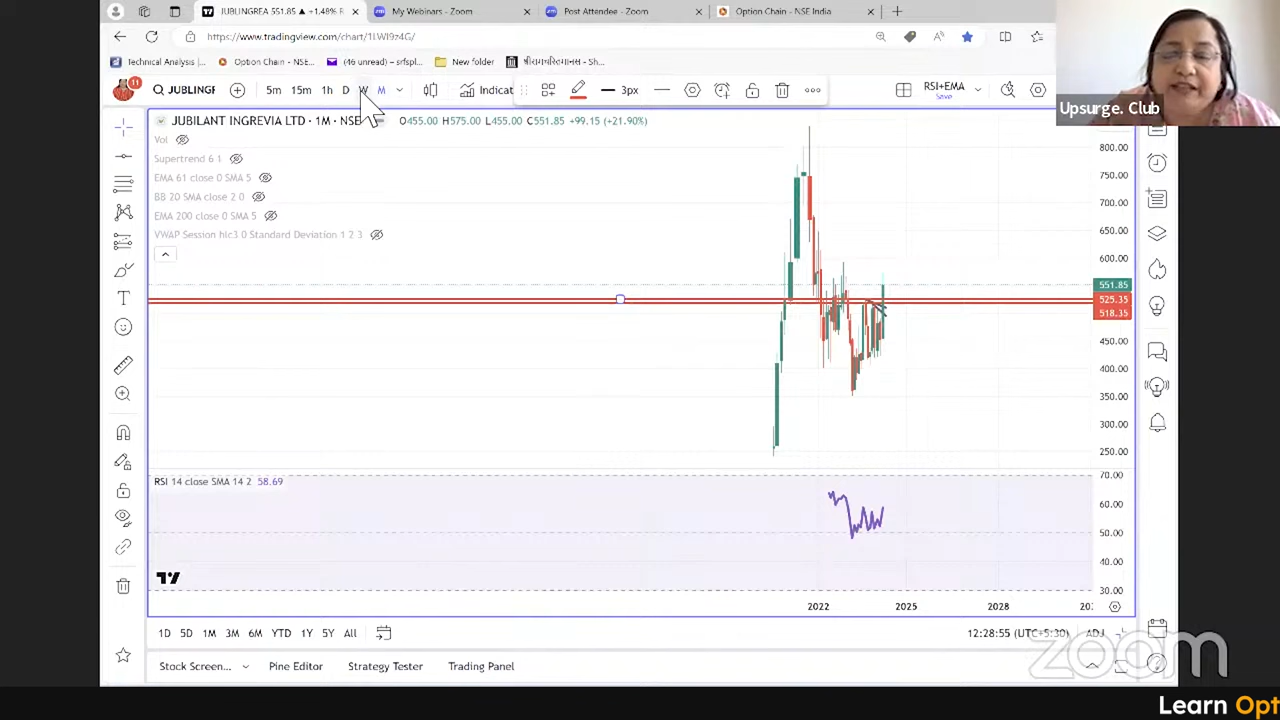 JUBLINGREA 551.85 ▲ +1.48% R
My Webinars - Zoom
Post Attendee - Zoom
Option Chain - NSE India
https://www.tradingview.com/chart/1LWI9z4G/
Technical Analysis |...
Option Chain - NSE...
(46 unread) - srfspl...
New folder
11
JUBLINGR
5m 15m 1h D W M
Indicat
3px
RSI+EMA
Save
Upsurge. Club
JUBILANT INGREVIA LTD · 1M · NSE
O455.00 H575.00 L455.00 C551.85 +99.15 (+21.90%)
Vol
Supertrend 6 1
EMA 61 close 0 SMA 5
BB 20 SMA close 2 0
EMA 200 close 0 SMA 5
VWAP Session hlc3 0 Standard Deviation 1 2 3
800.00
750.00
700.00
650.00
600.00
551.85
525.35
518.35
450.00
400.00
350.00
300.00
250.00
RSI 14 close SMA 14 2 58.69
70.00
60.00
50.00
40.00
30.00
2022 2025 2028
1D 5D 1M 3M 6M YTD 1Y 5Y All
12:28:55 (UTC+5:30) ADJ
Stock Screen...
Pine Editor
Strategy Tester
Trading Panel
zoom
Learn Opt